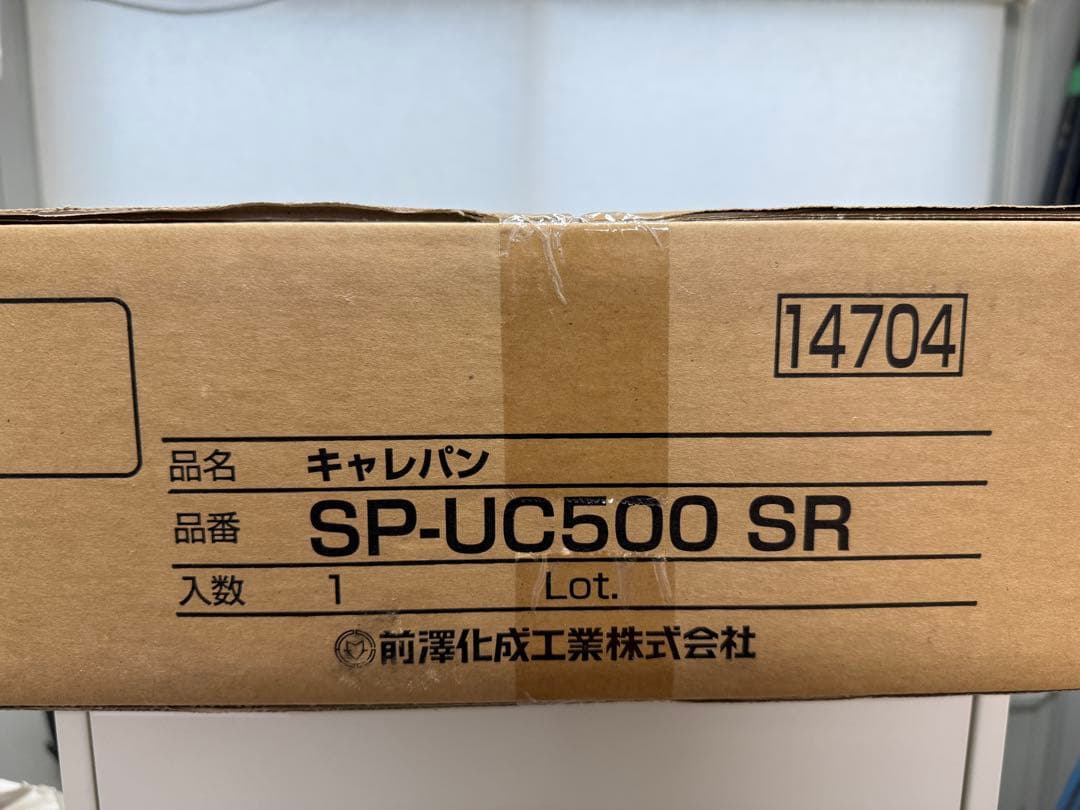 14704
品名 キャレパン
品番 SP-UC500 SR
入数 1 Lot.
前澤化成工業株式会社